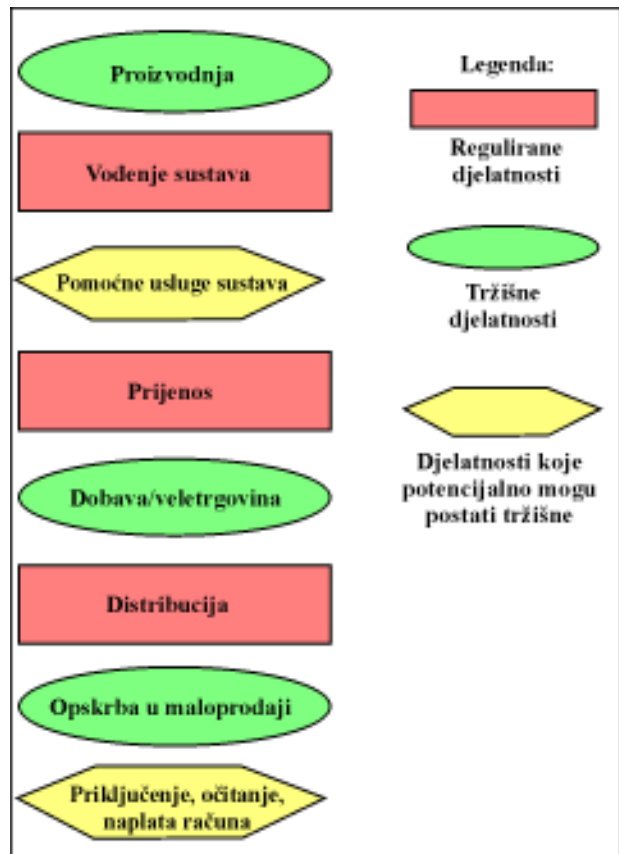 Proizvodnja
Vođenje sustava
Pomoćne usluge sustava
Prijenos
Dobava/veletrgovina
Distribucija
Opskrba u maloprodaji
Priključenje, očitanje,
naplata računa
Legenda:
Regulirane
djelatnosti
Tržišne
djelatnosti
Djelatnosti koje
potencijalno mogu
postati tržišne